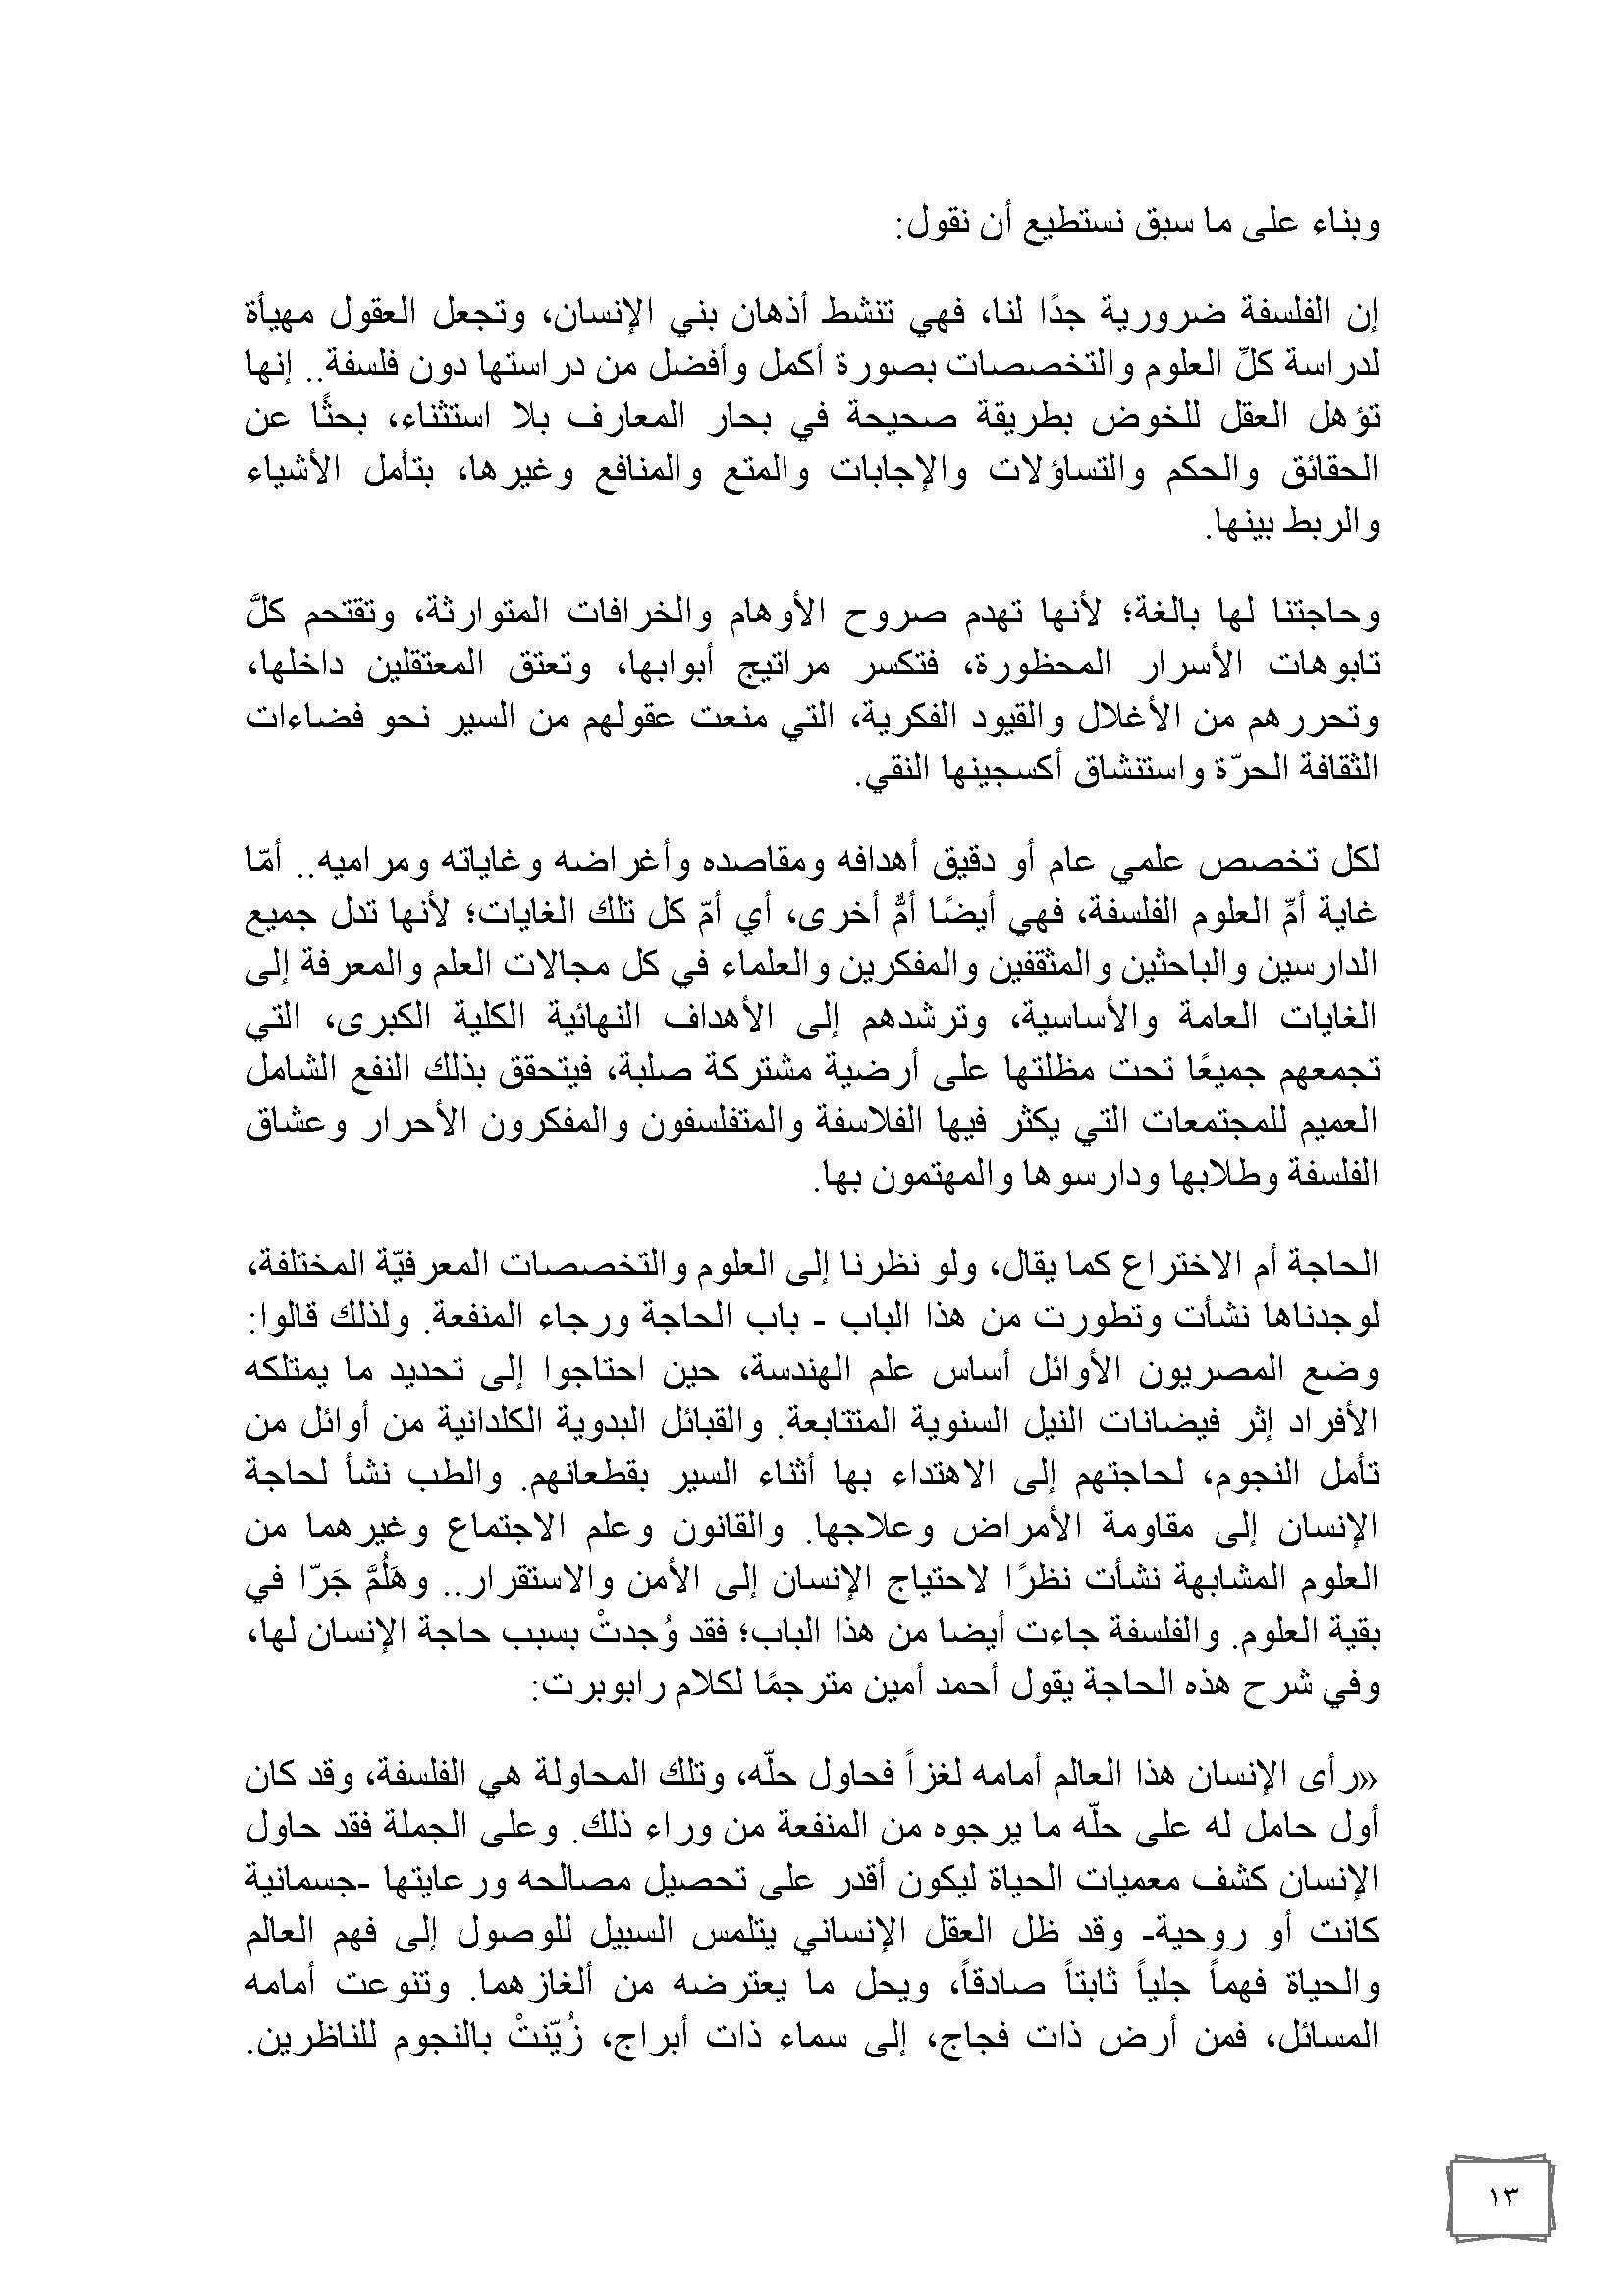 وبناء على ما سبق نستطيع أن نقول:
إن الفلسفة ضرورية جدًا لنا، فهي تنشط أذهان بني الإنسان، وتجعل العقول مهيأة
لدراسة كلِّ العلوم والتخصصات بصورة أكمل وأفضل من دراستها دون فلسفة.. إنها
تؤهل العقل للخوض بطريقة صحيحة في بحار المعارف بلا استثناء، بحثًا عن
الحقائق والحكم والتساؤلات والإجابات والمتع والمنافع وغيرها، بتأمل الأشياء
والربط بينها.
وحاجتنا لها بالغة؛ لأنها تهدم صروح الأوهام والخرافات المتوارثة، وتقتحم كلَّ
تابوهات الأسرار المحظورة، فتكسر مراتيج أبوابها، وتعتق المعتقلين داخلها،
وتحررهم من الأغلال والقيود الفكرية، التي منعت عقولهم من السير نحو فضاءات
الثقافة الحرّة واستنشاق أكسجينها النقي.
لكل تخصص علمي عام أو دقيق أهدافه ومقاصده وأغراضه وغاياته ومراميه.. أمّا
غاية أمِّ العلوم الفلسفة، فهي أيضًا أمٌّ أخرى، أي أمّ كل تلك الغايات؛ لأنها تدل جميع
الدارسين والباحثين والمثقفين والمفكرين والعلماء في كل مجالات العلم والمعرفة إلى
الغايات العامة والأساسية، وترشدهم إلى الأهداف النهائية الكلية الكبرى، التي
تجمعهم جميعًا تحت مظلتها على أرضية مشتركة صلبة، فيتحقق بذلك النفع الشامل
العميم للمجتمعات التي يكثر فيها الفلاسفة والمتفلسفون والمفكرون الأحرار وعشاق
الفلسفة وطلابها ودارسوها والمهتمون بها.
الحاجة أم الاختراع كما يقال، ولو نظرنا إلى العلوم والتخصصات المعرفيّة المختلفة،
لوجدناها نشأت وتطورت من هذا الباب - باب الحاجة ورجاء المنفعة. ولذلك قالوا:
وضع المصريون الأوائل أساس علم الهندسة، حين احتاجوا إلى تحديد ما يمتلكه
الأفراد إثر فيضانات النيل السنوية المتتابعة. والقبائل البدوية الكلدانية من أوائل من
تأمل النجوم، لحاجتهم إلى الاهتداء بها أثناء السير بقطعانهم. والطب نشأ لحاجة
الإنسان إلى مقاومة الأمراض وعلاجها. والقانون وعلم الاجتماع وغيرهما من
العلوم المشابهة نشأت نظرًا لاحتياج الإنسان إلى الأمن والاستقرار.. وهَلُمَّ جَرّا في
بقية العلوم. والفلسفة جاءت أيضا من هذا الباب؛ فقد وُجدتْ بسبب حاجة الإنسان لها،
وفي شرح هذه الحاجة يقول أحمد أمين مترجمًا لكلام رابوبرت:
«رأى الإنسان هذا العالم أمامه لغزاً فحاول حلّه، وتلك المحاولة هي الفلسفة، وقد كان
أول حامل له على حلّه ما يرجوه من المنفعة من وراء ذلك. وعلى الجملة فقد حاول
الإنسان كشف معميات الحياة ليكون أقدر على تحصيل مصالحه ورعايتها -جسمانية
كانت أو روحية- وقد ظل العقل الإنساني يتلمس السبيل للوصول إلى فهم العالم
والحياة فهماً جلياً ثابتاً صادقاً، ويحل ما يعترضه من ألغازهما. وتنوعت أمامه
المسائل، فمن أرض ذات فجاج، إلى سماء ذات أبراج، زُيّنتْ بالنجوم للناظرين.
١٣